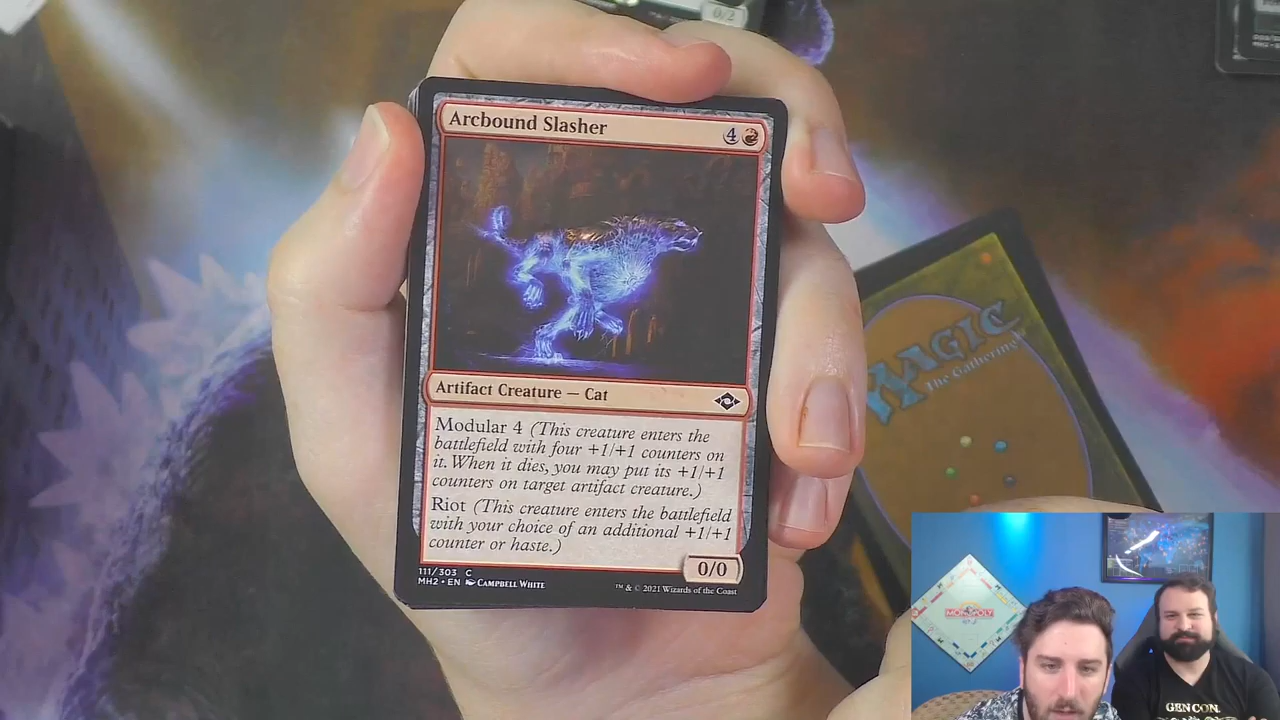 0/2
Arcbound Slasher
4
Artifact Creature — Cat
Modular 4 (This creature enters the
battlefield with four +1/+1 counters on
it. When it dies, you may put its +1/+1
counters on target artifact creature.)
Riot (This creature enters the battlefield
with your choice of an additional +1/+1
counter or haste.)
0/0
111/303 C
MH2 • EN CAMPBELL WHITE
™ & © 2021 Wizards of the Coast
MAGIC
The Gathering
MONOPOLY
GEN CON.